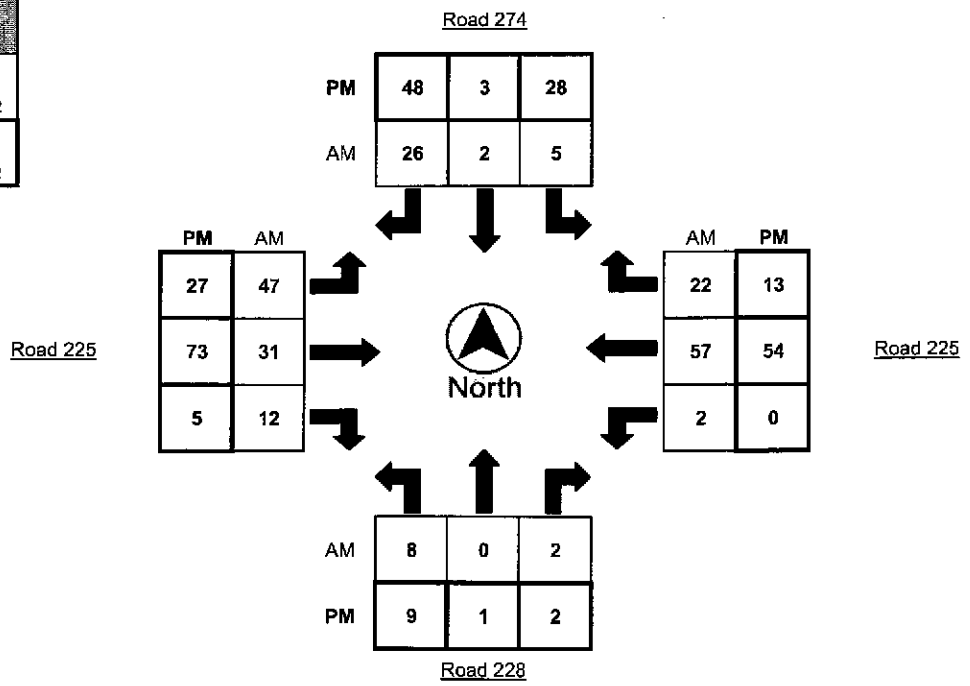 Road 274
PM 48 3 28
AM 26 2 5
PM AM
27 47
73 31
5 12
Road 225
North
AM PM
22 13
57 54
2 0
Road 225
AM 8 0 2
PM 9 1 2
Road 228